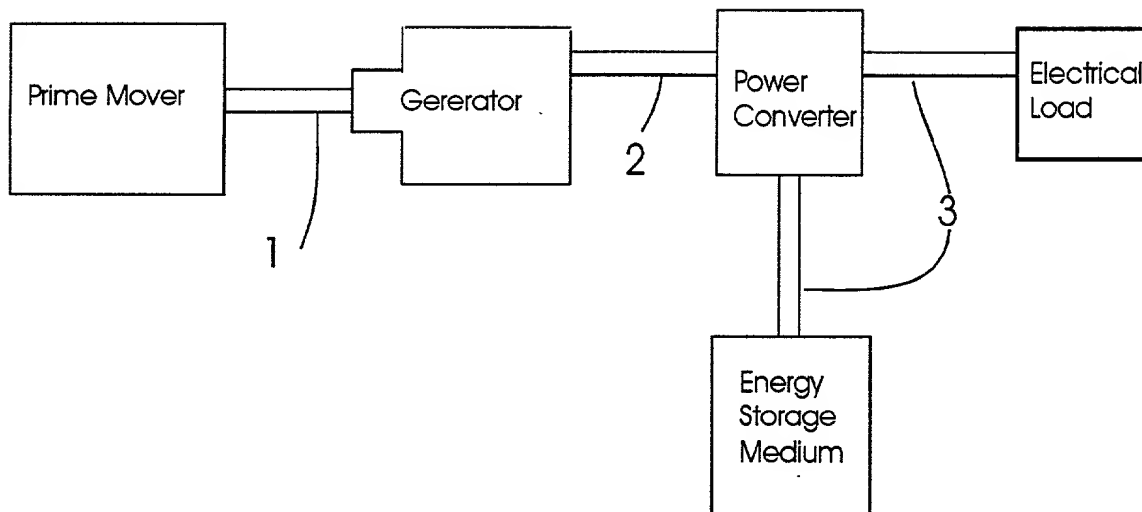 Prime Mover
Gererator
Power
Converter
Electrical
Load
1
2
3
Energy
Storage
Medium